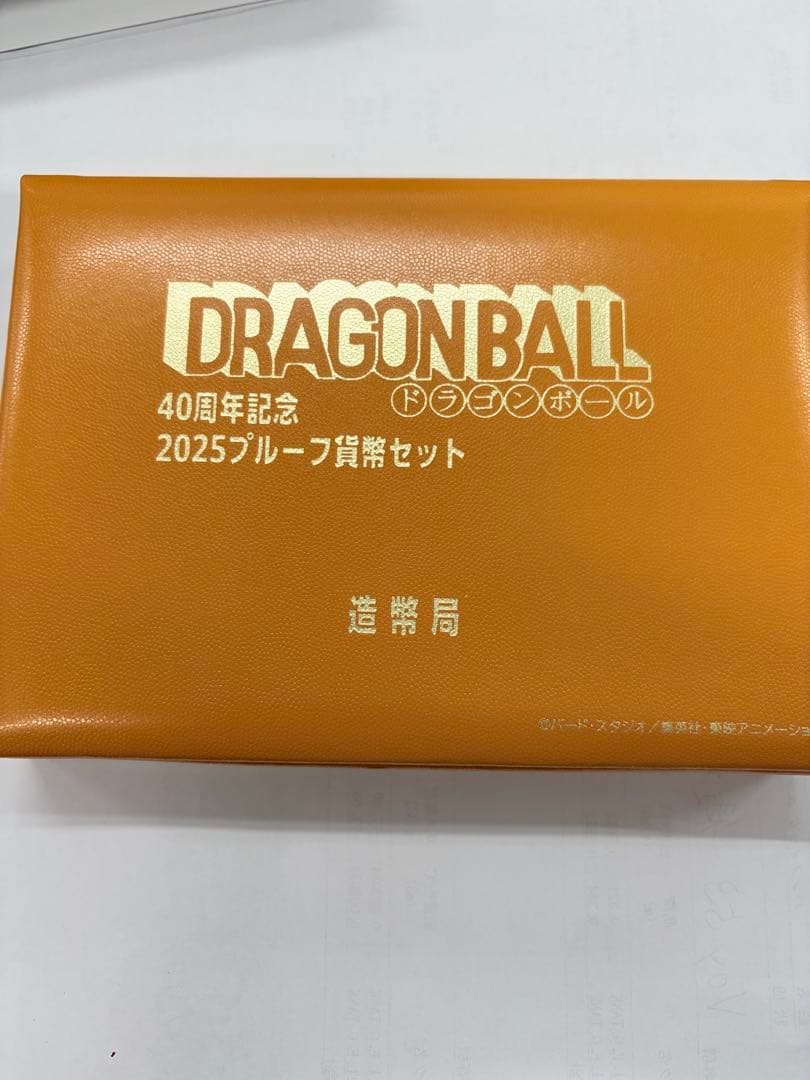 DRAGON BALL
ドラゴンボール
40周年記念
2025プルーフ貨幣セット
造幣局
©バード・スタジオ/集英社・東映アニメーショ